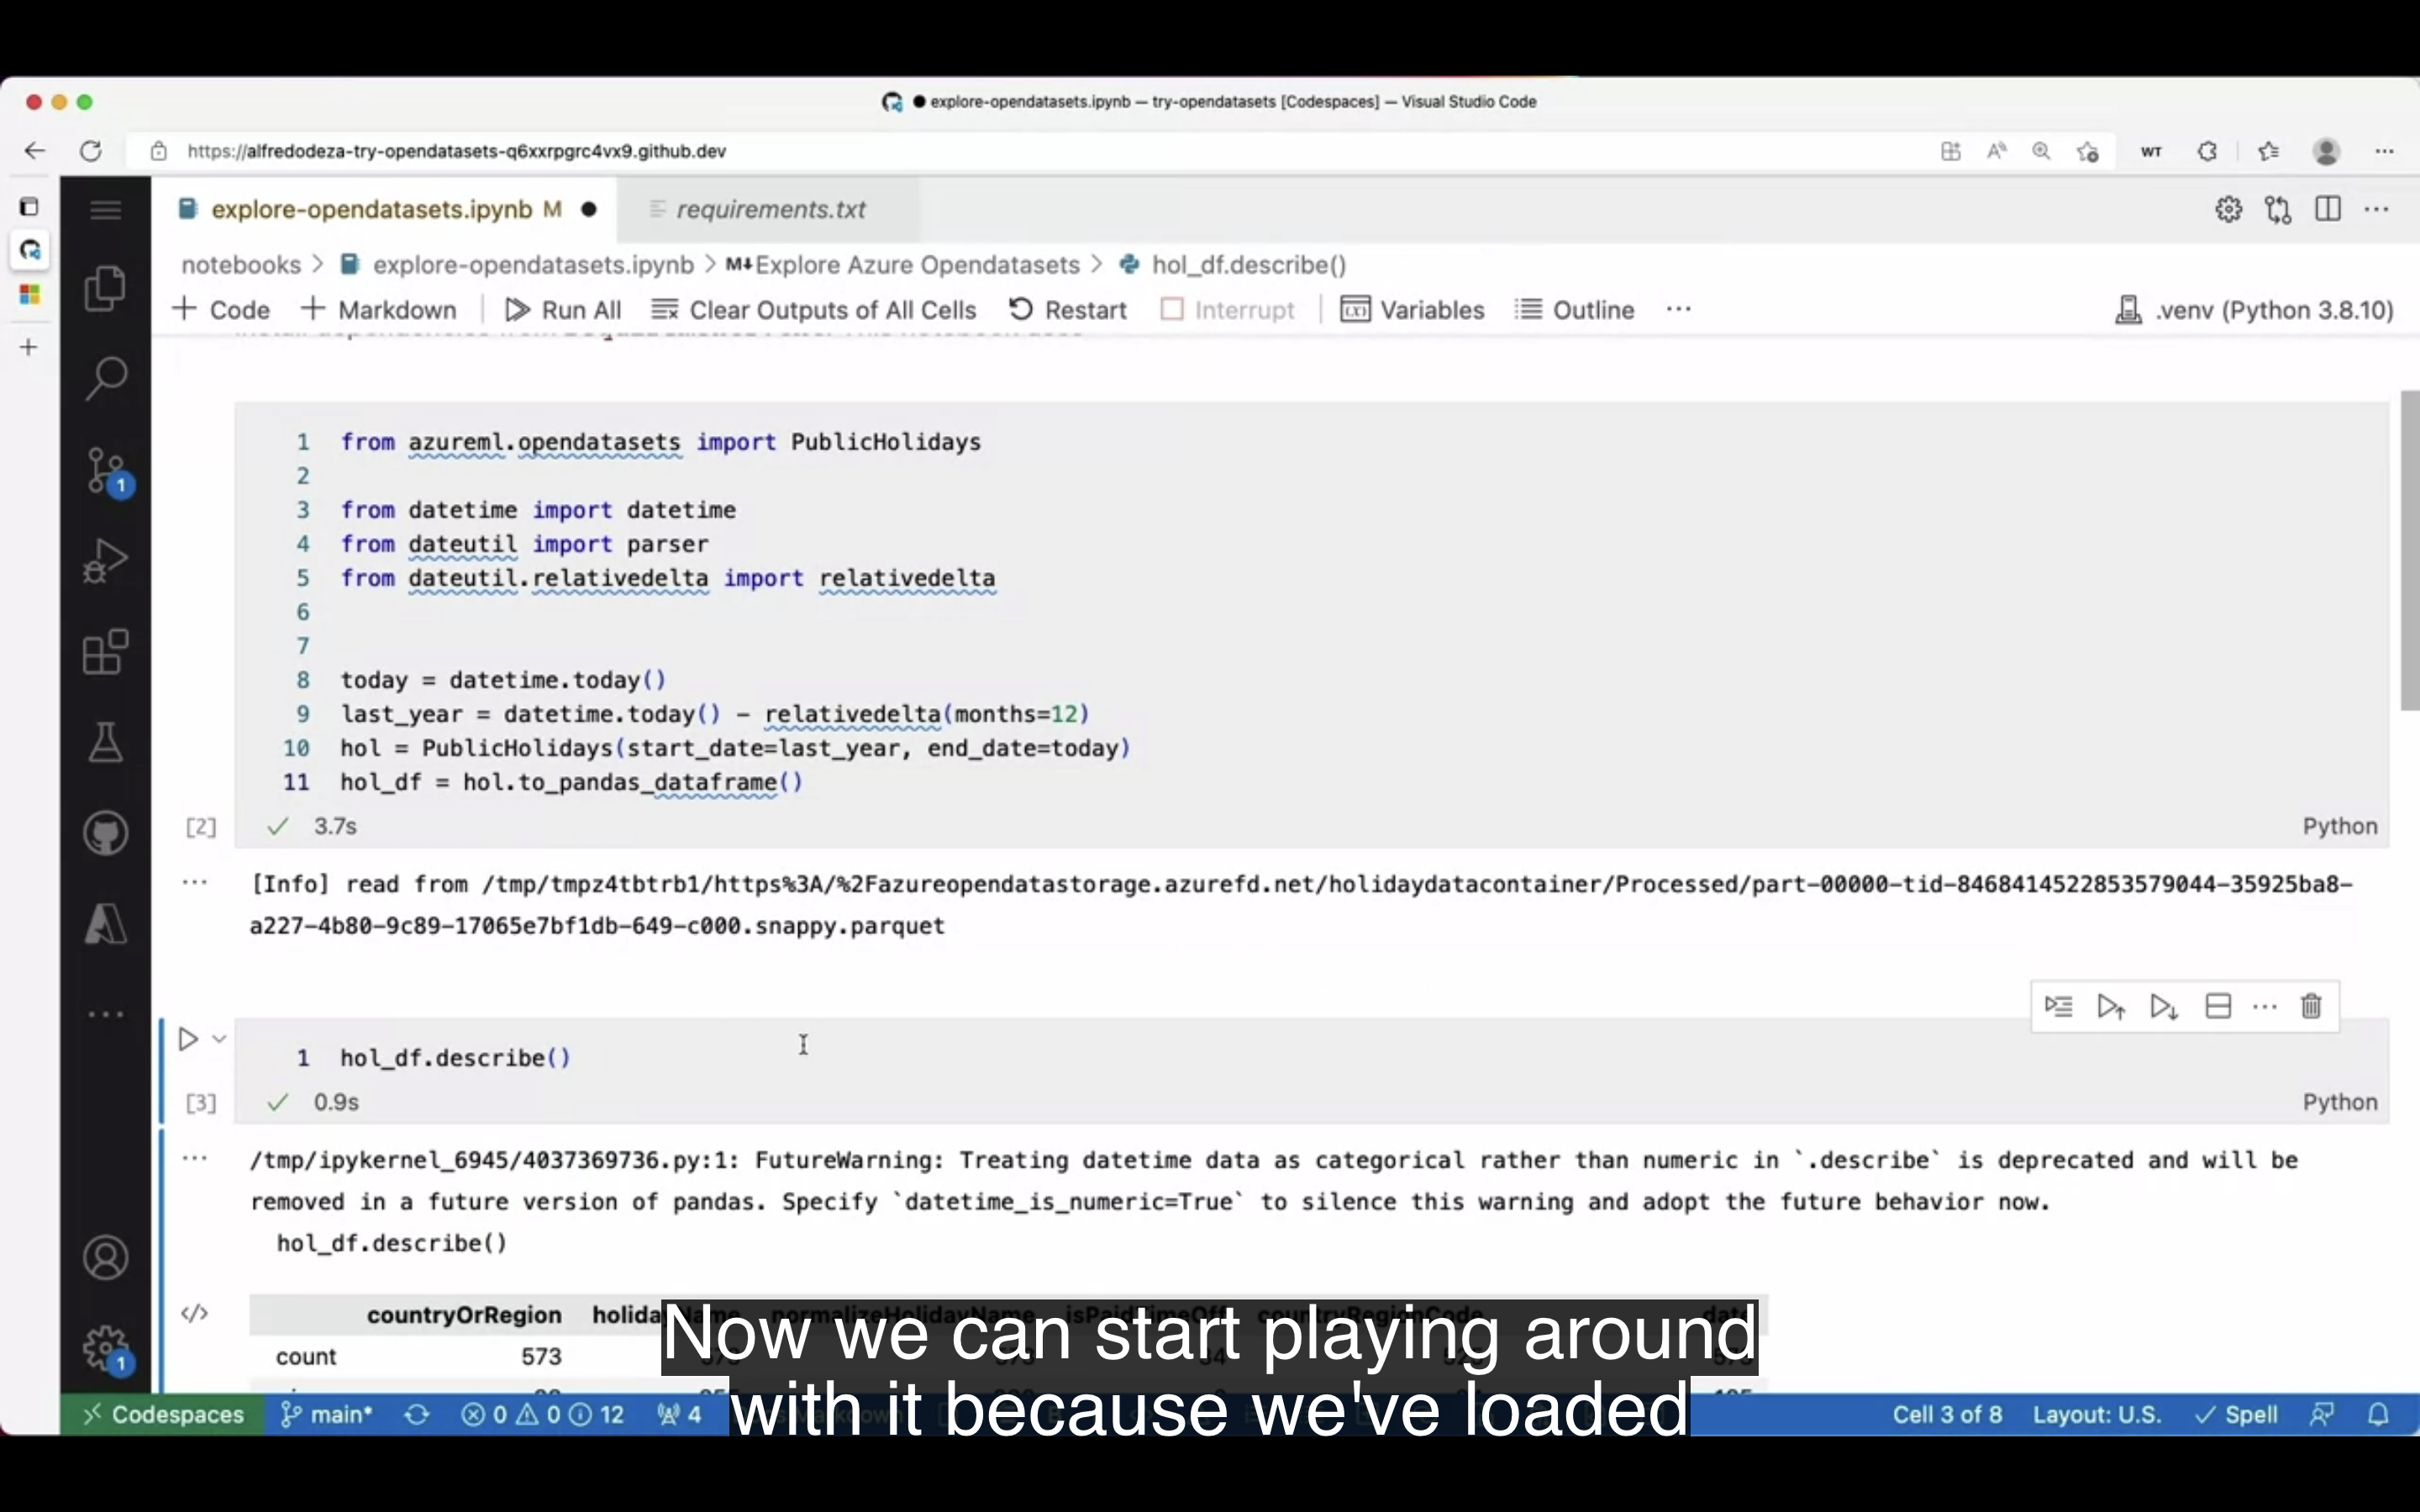 explore-opendatasets.ipynb — try-opendatasets [Codespaces] — Visual Studio Code
https://alfredodeza-try-opendatasets-q6xxrpgrc4vx9.github.dev
WT
explore-opendatasets.ipynb M
requirements.txt
notebooks > explore-opendatasets.ipynb > M↓Explore Azure Opendatasets > hol_df.describe()
+ Code + Markdown Run All Clear Outputs of All Cells Restart Interrupt Variables Outline ... .venv (Python 3.8.10)
1 from azureml.opendatasets import PublicHolidays
2
3 from datetime import datetime
4 from dateutil import parser
5 from dateutil.relativedelta import relativedelta
6
7
8 today = datetime.today()
9 last_year = datetime.today() - relativedelta(months=12)
10 hol = PublicHolidays(start_date=last_year, end_date=today)
11 hol_df = hol.to_pandas_dataframe()
[2] ✓ 3.7s Python
... [Info] read from /tmp/tmpz4tbtrb1/https%3A/%2Fazureopendatastorage.azurefd.net/holidaydatacontainer/Processed/part-00000-tid-8468414522853579044-35925ba8-
a227-4b80-9c89-17065e7bf1db-649-c000.snappy.parquet
1 hol_df.describe()
[3] ✓ 0.9s Python
... /tmp/ipykernel_6945/4037369736.py:1: FutureWarning: Treating datetime data as categorical rather than numeric in `.describe` is deprecated and will be
removed in a future version of pandas. Specify `datetime_is_numeric=True` to silence this warning and adopt the future behavior now.
hol_df.describe()
</> countryOrRegion holidayName normalizeHolidayName isPaidTimeOff countryRegionCode date
count 573
Now we can start playing around
with it because we've loaded
Codespaces main* 0 0 12 4 Cell 3 of 8 Layout: U.S. ✓ Spell
1
1